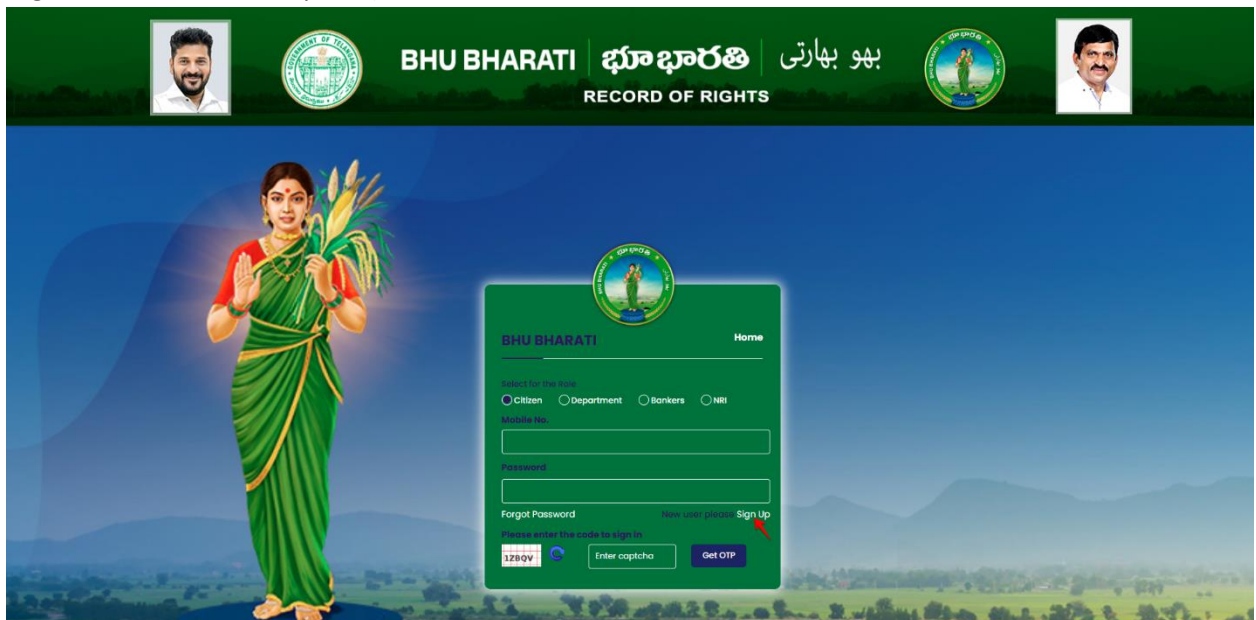 BHU BHARATI | భూ భారతి | بھو بھارتی
RECORD OF RIGHTS
BHU BHARATI
Home
Select for the Role
Citizen Department Bankers NRI
Mobile No.
Password
Forgot Password New user please Sign Up
Please enter the code to sign in
1ZBQV Enter captcha Get OTP